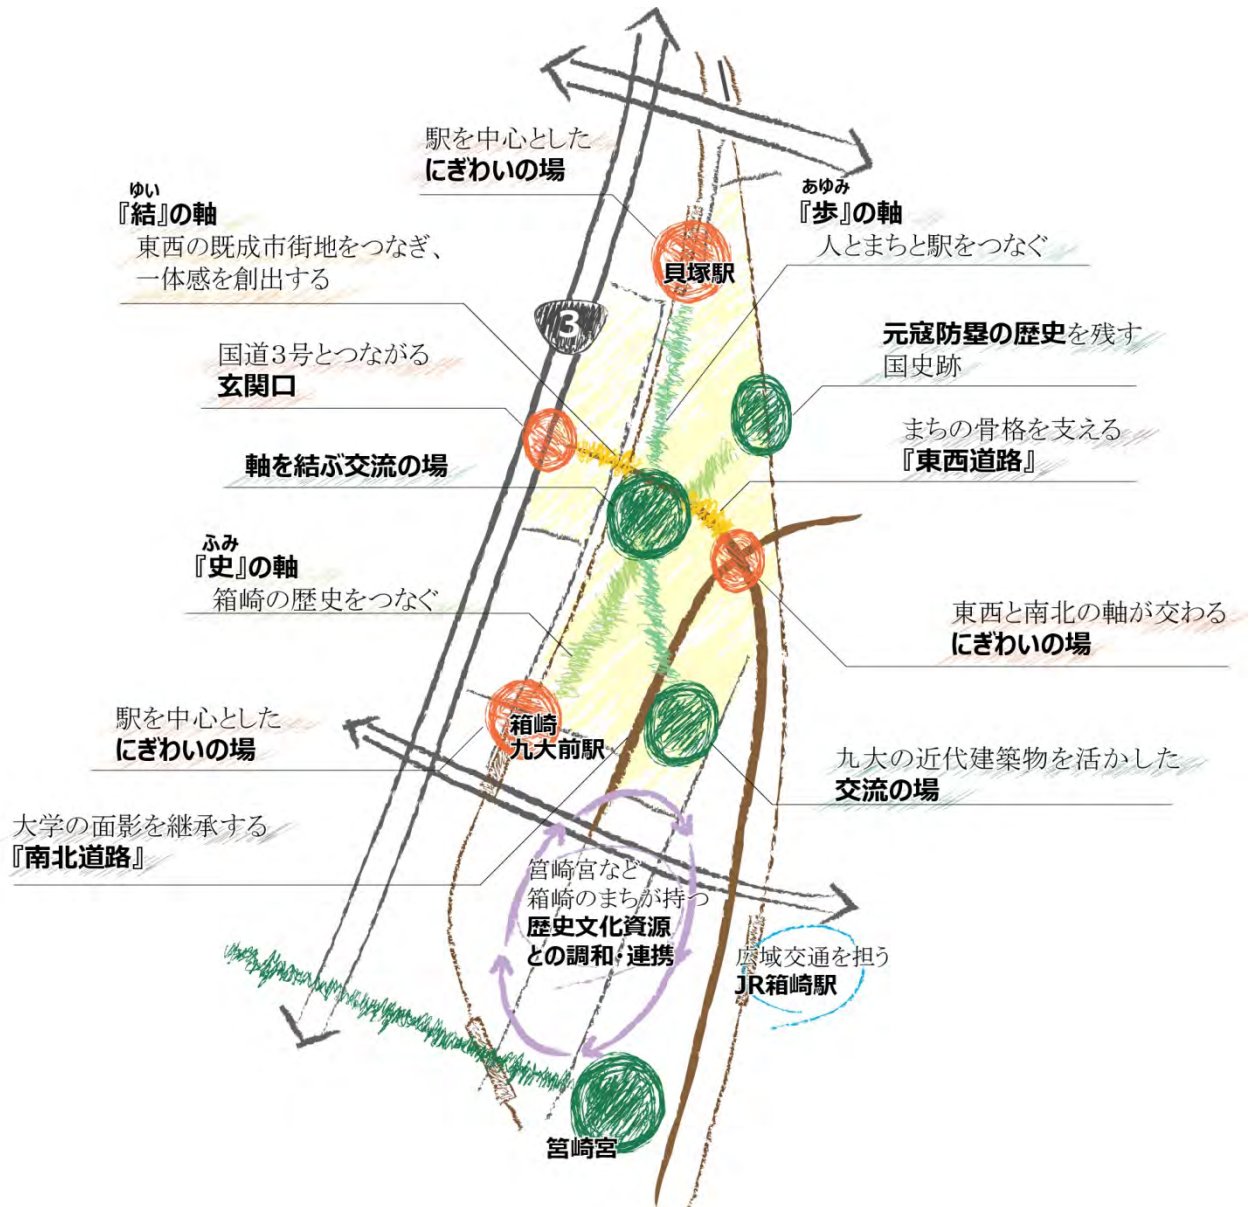 駅を中心とした
にぎわいの場
ゆい
『結』の軸
東西の既成市街地をつなぎ、
一体感を創出する
あゆみ
『歩』の軸
人とまちと駅をつなぐ
貝塚駅
3
国道3号とつながる
玄関口
元寇防塁の歴史を残す
国史跡
まちの骨格を支える
『東西道路』
軸を結ぶ交流の場
ふみ
『史』の軸
箱崎の歴史をつなぐ
東西と南北の軸が交わる
にぎわいの場
駅を中心とした
にぎわいの場
箱崎
九大前駅
九大の近代建築物を活かした
交流の場
大学の面影を継承する
『南北道路』
筥崎宮など
箱崎のまちが持つ
歴史文化資源
との調和・連携
広域交通を担う
JR箱崎駅
筥崎宮